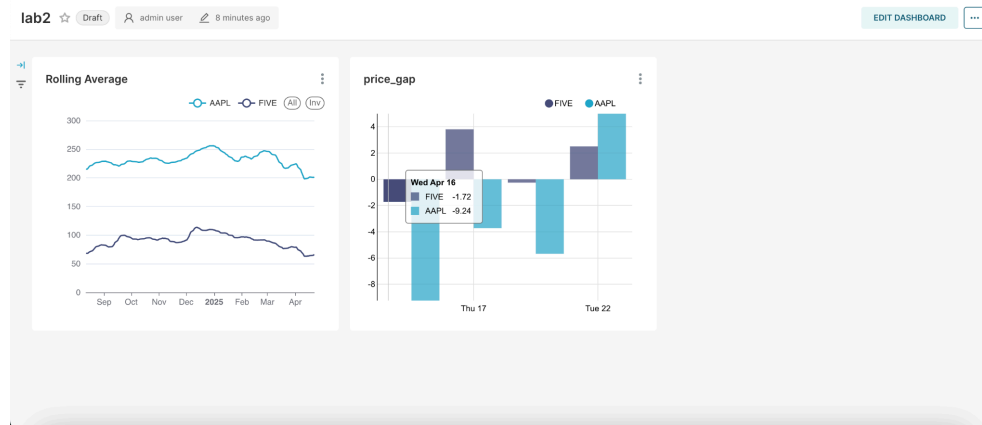 lab2 Draft admin user 8 minutes ago EDIT DASHBOARD ...
Rolling Average
AAPL FIVE All Inv
300
250
200
150
100
50
0
Sep Oct Nov Dec 2025 Feb Mar Apr
price_gap
FIVE AAPL
4
2
0
-2
-4
-6
-8
Wed Apr 16
FIVE -1.72
AAPL -9.24
Thu 17 Tue 22